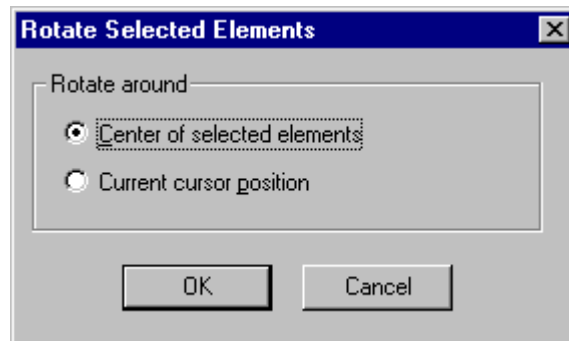 Rotate Selected Elements
Rotate around
Center of selected elements
Current cursor position
OK Cancel